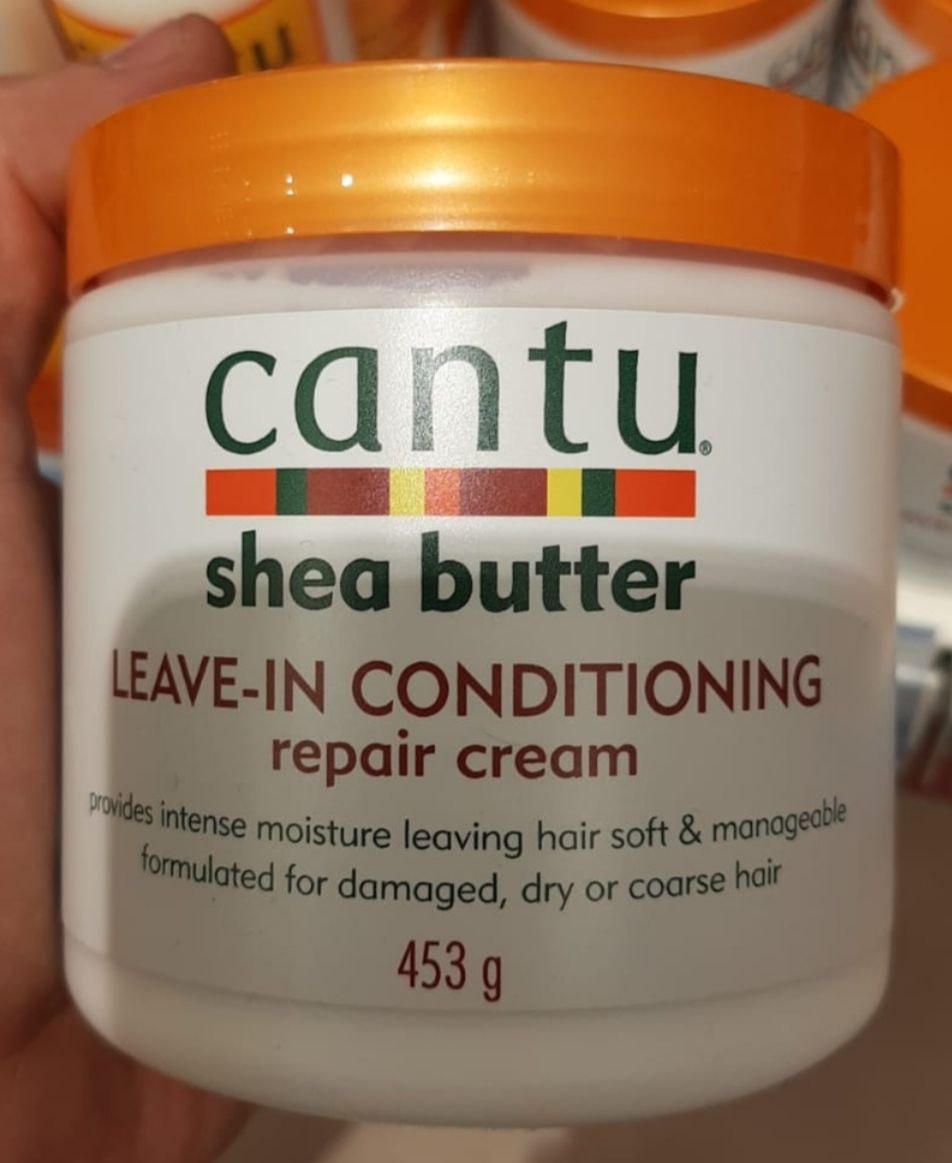 cantu®
shea butter
LEAVE-IN CONDITIONING
repair cream
provides intense moisture leaving hair soft & manageable
formulated for damaged, dry or coarse hair
453 g